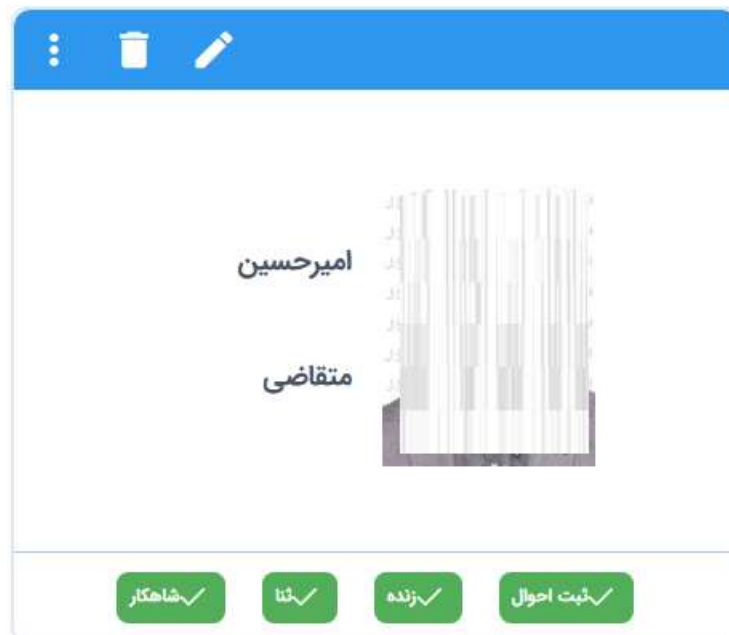 امیرحسین
متقاضی
ثبت احوال زنده ثنا شاهکار